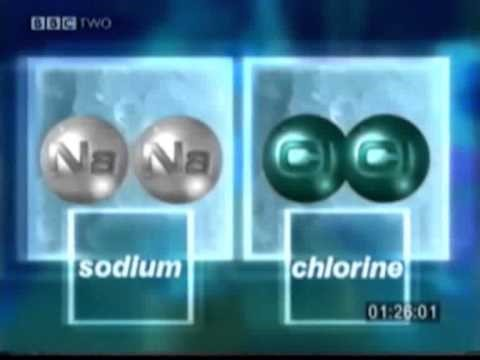 BBC TWO
Na Na Cl Cl
sodium chlorine
01:26:01